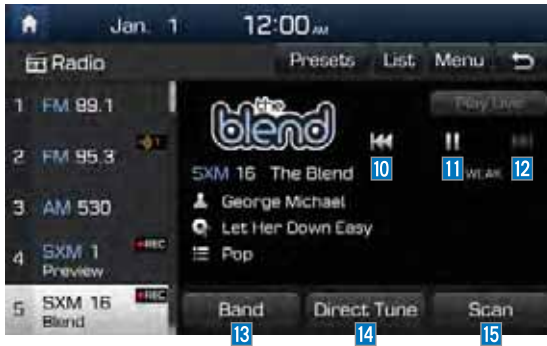 Jan. 1 12:00 AM
Radio Presets List Menu
1 FM 89.1
2 FM 95.3
3 AM 530
4 SXM 1 REC
Preview
5 SXM 16 REC
Blend
the
blend
Play Live
10 11 12
SXM 16 The Blend
George Michael
Let Her Down Easy
Pop
Band Direct Tune Scan
13 14 15